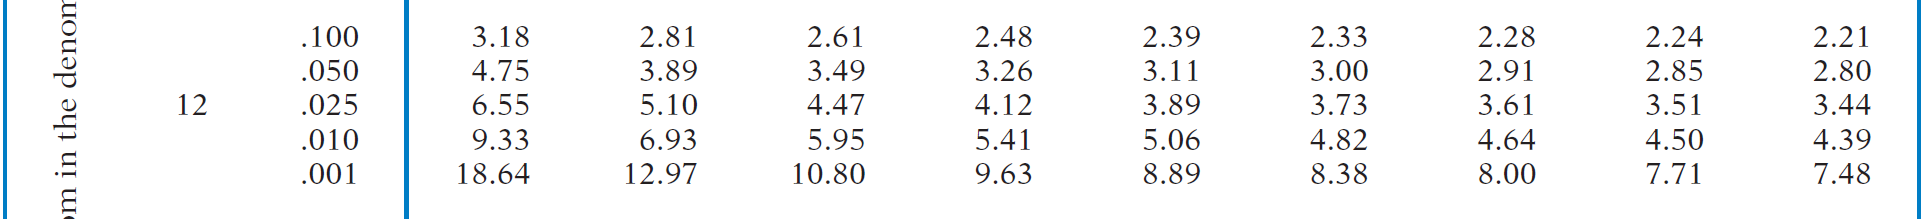 om in the denom
.100 3.18 2.81 2.61 2.48 2.39 2.33 2.28 2.24 2.21
.050 4.75 3.89 3.49 3.26 3.11 3.00 2.91 2.85 2.80
12 .025 6.55 5.10 4.47 4.12 3.89 3.73 3.61 3.51 3.44
.010 9.33 6.93 5.95 5.41 5.06 4.82 4.64 4.50 4.39
.001 18.64 12.97 10.80 9.63 8.89 8.38 8.00 7.71 7.48